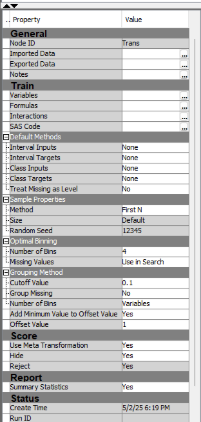 .. Property Value
General
Node ID Trans
Imported Data ...
Exported Data ...
Notes ...
Train
Variables ...
Formulas ...
Interactions ...
SAS Code ...
Default Methods
Interval Inputs None
Interval Targets None
Class Inputs None
Class Targets None
Treat Missing as Level No
Sample Properties
Method First N
Size Default
Random Seed 12345
Optimal Binning
Number of Bins 4
Missing Values Use in Search
Grouping Method
Cutoff Value 0.1
Group Missing No
Number of Bins Variables
Add Minimum Value to Offset Value Yes
Offset Value 1
Score
Use Meta Transformation Yes
Hide Yes
Reject Yes
Report
Summary Statistics Yes
Status
Create Time 5/2/25 6:19 PM
Run ID